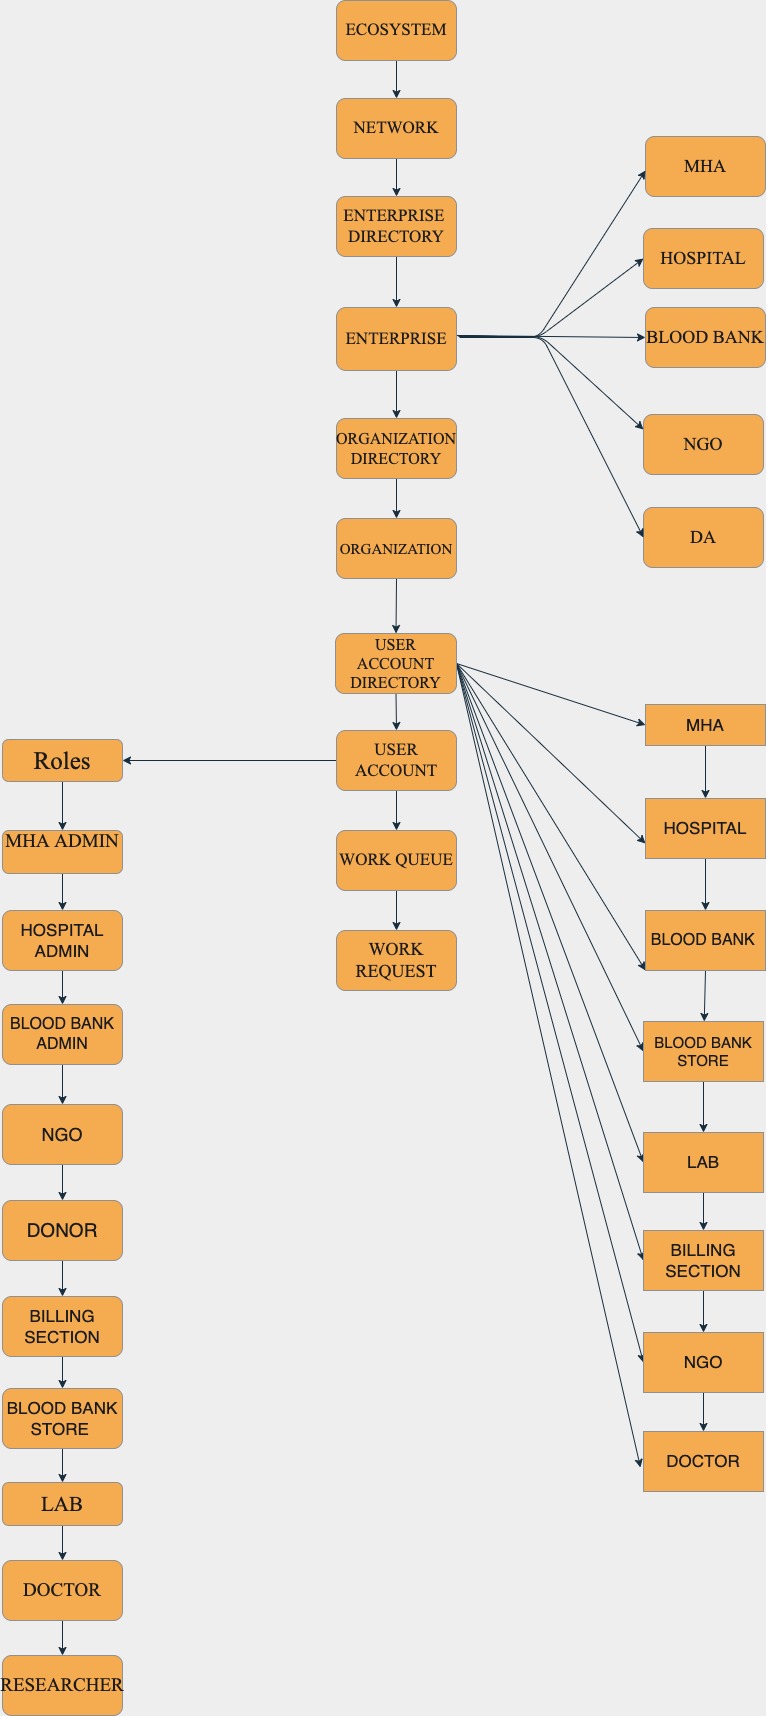 ECOSYSTEM
NETWORK
ENTERPRISE
DIRECTORY
ENTERPRISE
MHA
HOSPITAL
BLOOD BANK
NGO
DA
ORGANIZATION
DIRECTORY
ORGANIZATION
USER
ACCOUNT
DIRECTORY
USER
ACCOUNT
WORK QUEUE
WORK
REQUEST
Roles
MHA ADMIN
HOSPITAL
ADMIN
BLOOD BANK
ADMIN
NGO
DONOR
BILLING
SECTION
BLOOD BANK
STORE
LAB
DOCTOR
RESEARCHER
MHA
HOSPITAL
BLOOD BANK
BLOOD BANK
STORE
LAB
BILLING
SECTION
NGO
DOCTOR